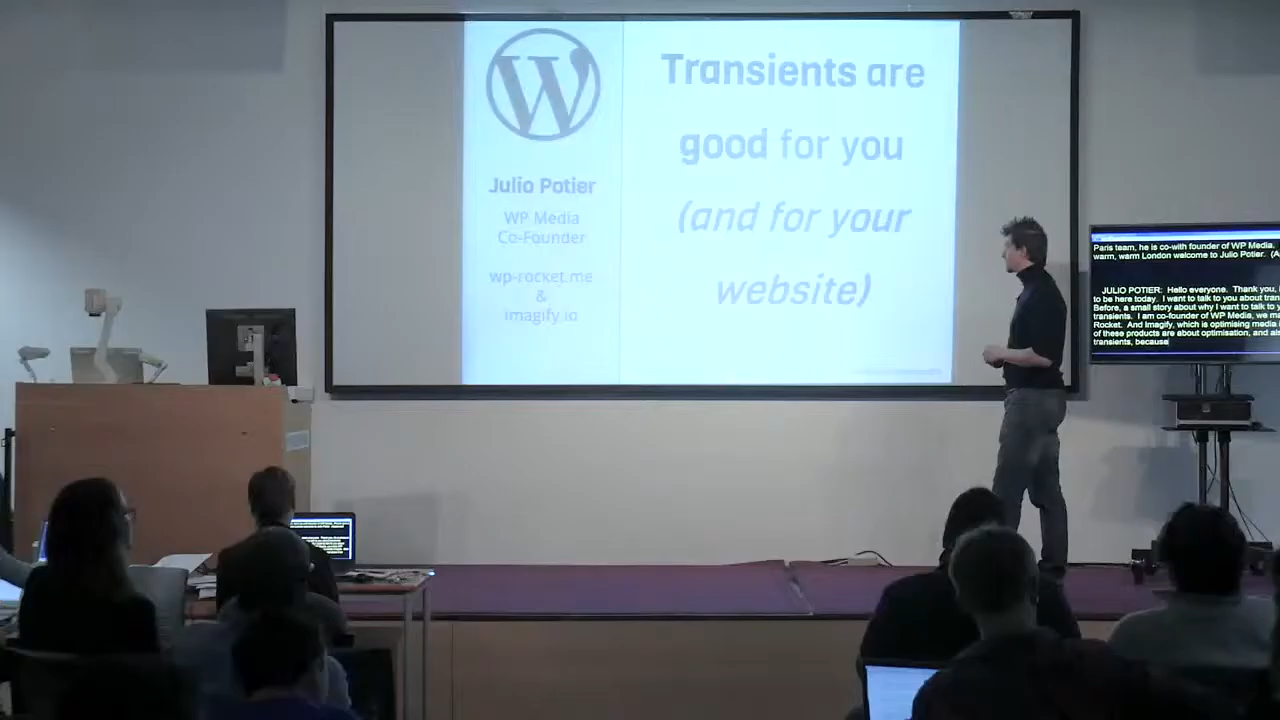 W
Julio Potier
WP Media
Co-Founder
wp-rocket.me
&
imagify.io
Transients are
good for you
(and for your
website)
Paris team, he is co-with founder of WP Media.
warm, warm London welcome to Julio Potier. (A
JULIO POTIER: Hello everyone. Thank you,
to be here today. I want to talk to you about tran
Before, a small story about why I want to talk to y
transients. I am co-founder of WP Media, we ma
Rocket. And Imagify, which is optimising media
of these products are about optimisation, and als
transients, because